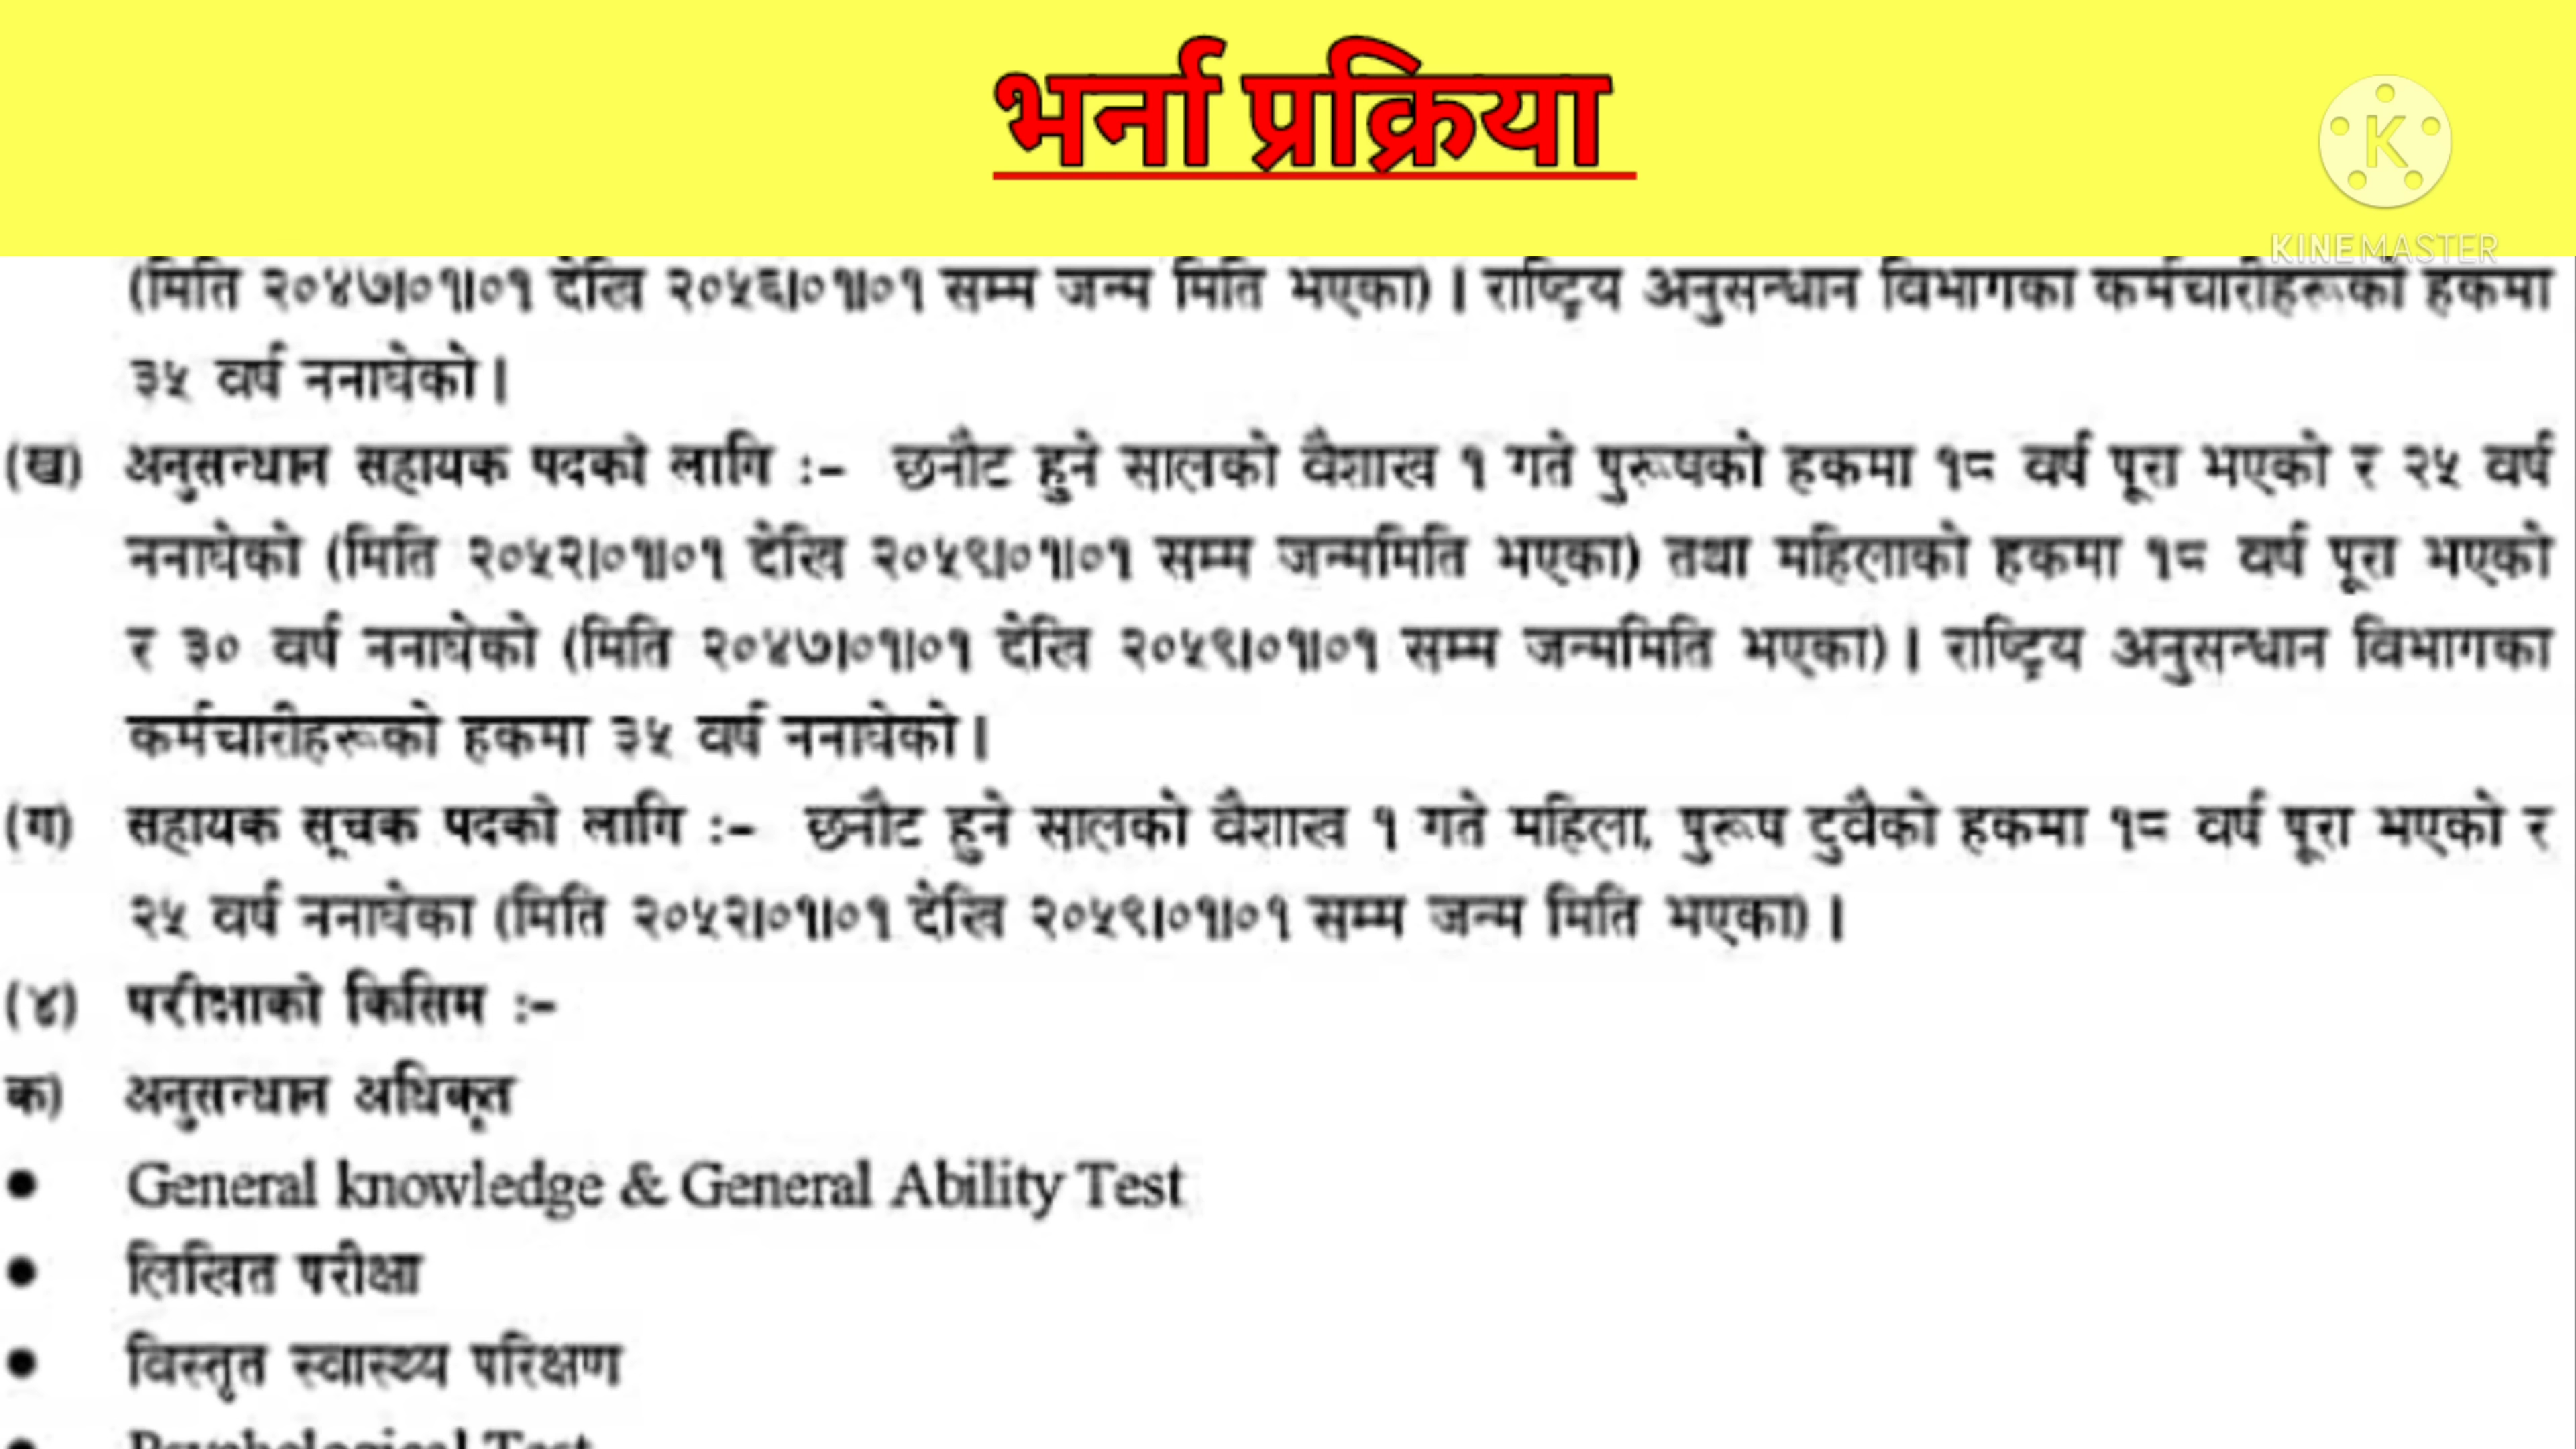 भर्ना प्रक्रिया
KINEMASTER
(मिति २०४७।०१।०१ देखि २०५६।०१।०१ सम्म जन्म मिति भएका) । राष्ट्रिय अनुसन्धान विभागका कर्मचारीहरूको हकमा
३५ वर्ष ननाघेको ।
(ख) अनुसन्धान सहायक पदको लागि :– छनौट हुने सालको वैशाख १ गते पुरूषको हकमा १८ वर्ष पूरा भएको र २५ वर्ष
ननाघेको (मिति २०५२।०१।०१ देखि २०५९।०१।०१ सम्म जन्ममिति भएका) तथा महिलाको हकमा १८ वर्ष पूरा भएको
र ३० वर्ष ननाघेको (मिति २०४७।०१।०१ देखि २०५९।०१।०१ सम्म जन्ममिति भएका) । राष्ट्रिय अनुसन्धान विभागका
कर्मचारीहरूको हकमा ३५ वर्ष ननाघेको ।
(ग) सहायक सूचक पदको लागि :– छनौट हुने सालको वैशाख १ गते महिला, पुरूष दुवैको हकमा १८ वर्ष पूरा भएको र
२५ वर्ष ननाघेका (मिति २०५२।०१।०१ देखि २०५९।०१।०१ सम्म जन्म मिति भएका) ।
(४) परीक्षाको किसिम :–
क) अनुसन्धान अधिकृत
• General knowledge & General Ability Test
• लिखित परीक्षा
• विस्तृत स्वास्थ्य परिक्षण
• Psychological Test